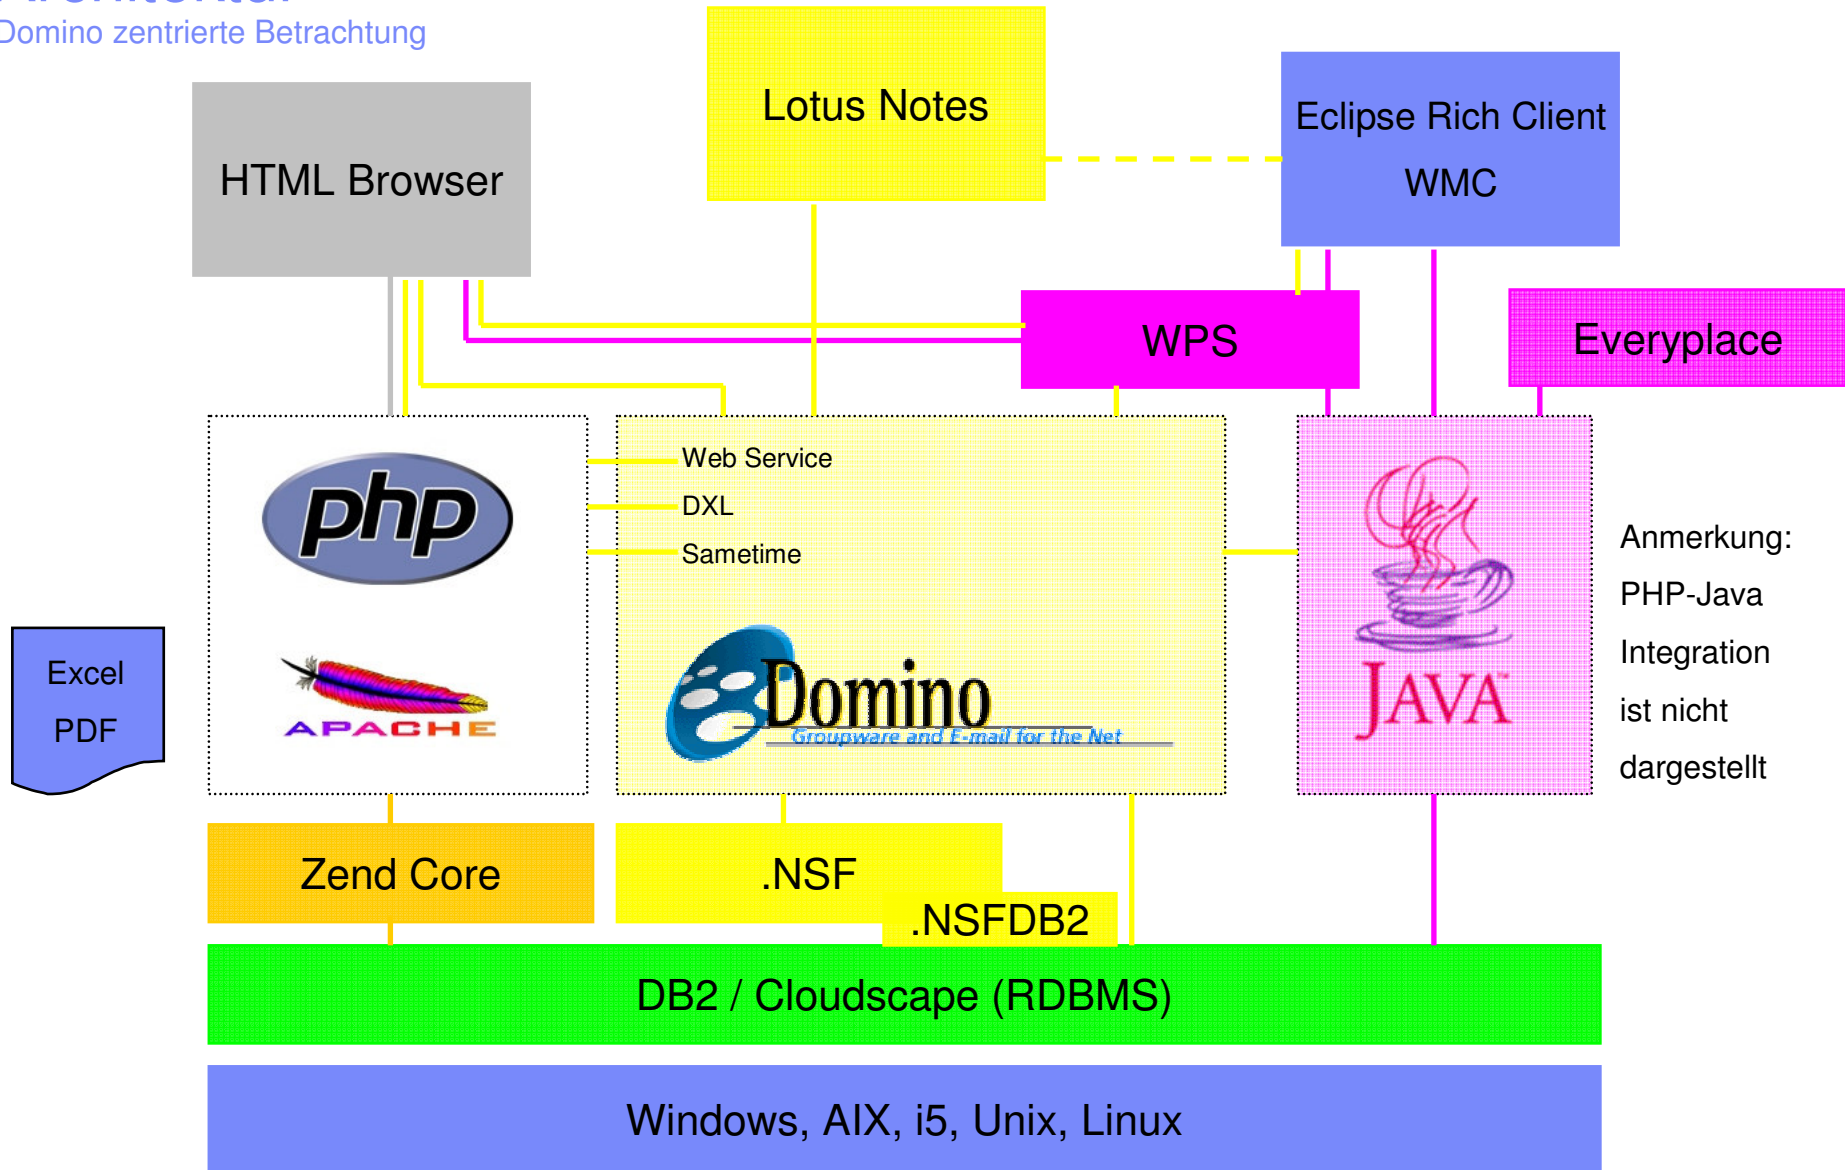 Architektur
Domino zentrierte Betrachtung
Lotus Notes
Eclipse Rich Client
WMC
HTML Browser
WPS
Everyplace
php
Web Service
DXL
Sametime
Anmerkung:
PHP-Java
Integration
ist nicht
dargestellt
Excel
PDF
APACHE
Domino
Groupware and E-mail for the Net
JAVA™
Zend Core
.NSF
.NSFDB2
DB2 / Cloudscape (RDBMS)
Windows, AIX, i5, Unix, Linux